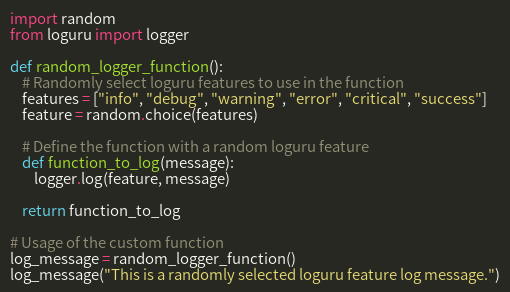 import random
from loguru import logger

def random_logger_function():
    # Randomly select loguru features to use in the function
    features = ["info", "debug", "warning", "error", "critical", "success"]
    feature = random.choice(features)

    # Define the function with a random loguru feature
    def function_to_log(message):
        logger.log(feature, message)

    return function_to_log

# Usage of the custom function
log_message = random_logger_function()
log_message("This is a randomly selected loguru feature log message.")